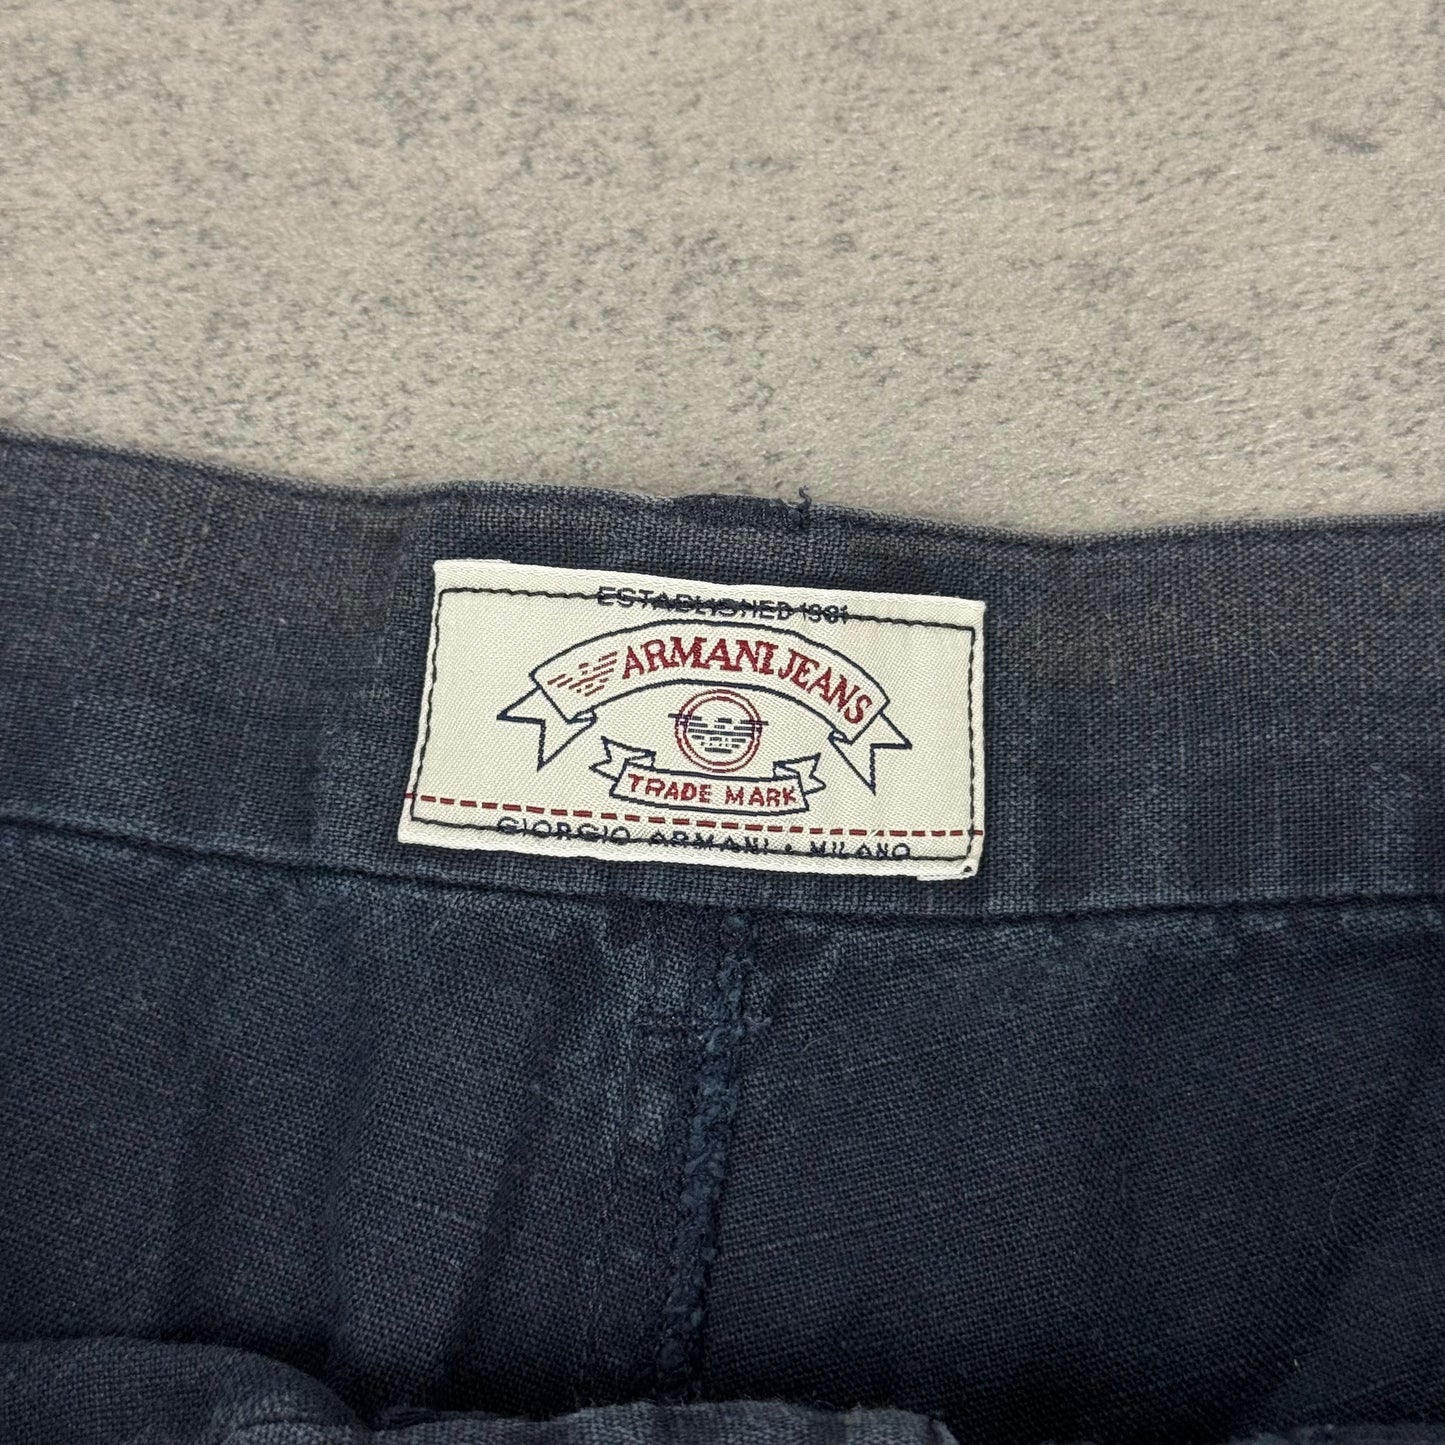 ESTABLISHED 1981
ARMANI JEANS
TRADE MARK
GIORGIO ARMANI • MILANO